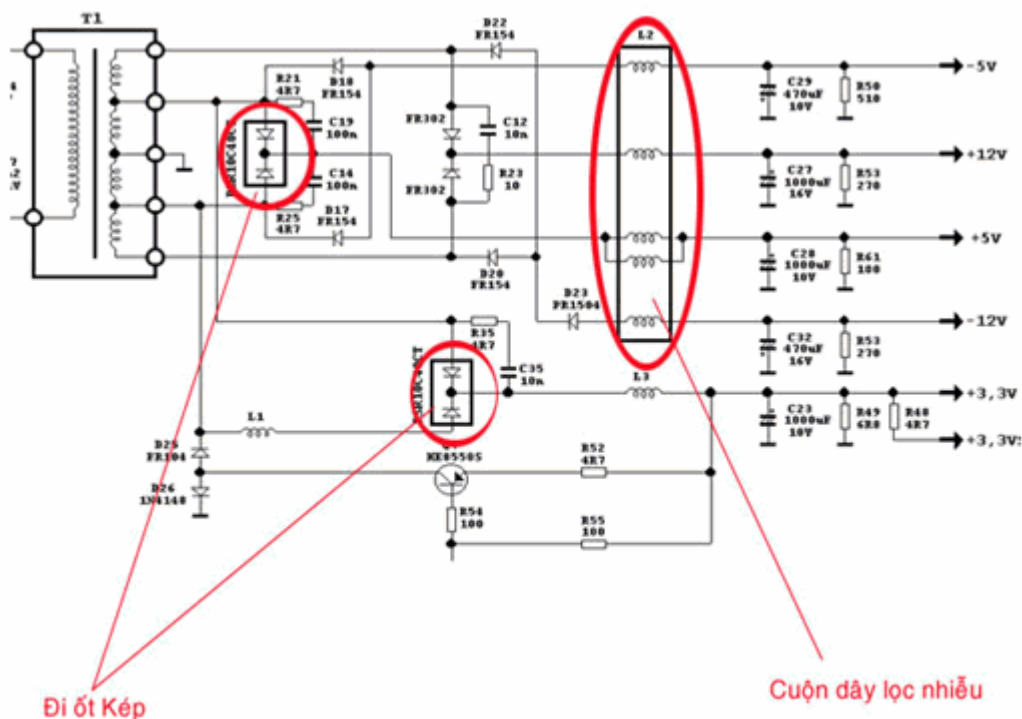 T1
D22
FR154
L2
-5V
R21
4R7
D18
FR154
C29
470uF
10V
R50
510
C19
100n
FR302
C12
10n
+12V
C14
100n
FR302
R23
10
C27
1000uF
16V
R53
270
R25
4R7
D17
FR154
+5V
D20
FR154
C28
1000uF
10V
R61
100
D23
PR1504
-12V
R35
4R7
C32
470uF
16V
R53
270
C35
10n
L3
+3,3V
L1
C23
1000uF
10V
R49
6R8
R48
4R7
D25
FR104
+3,3V
KE0550S
R52
4R7
D26
1N4148
R54
100
R55
100
Đi ốt Kép
Cuộn dây lọc nhiễu